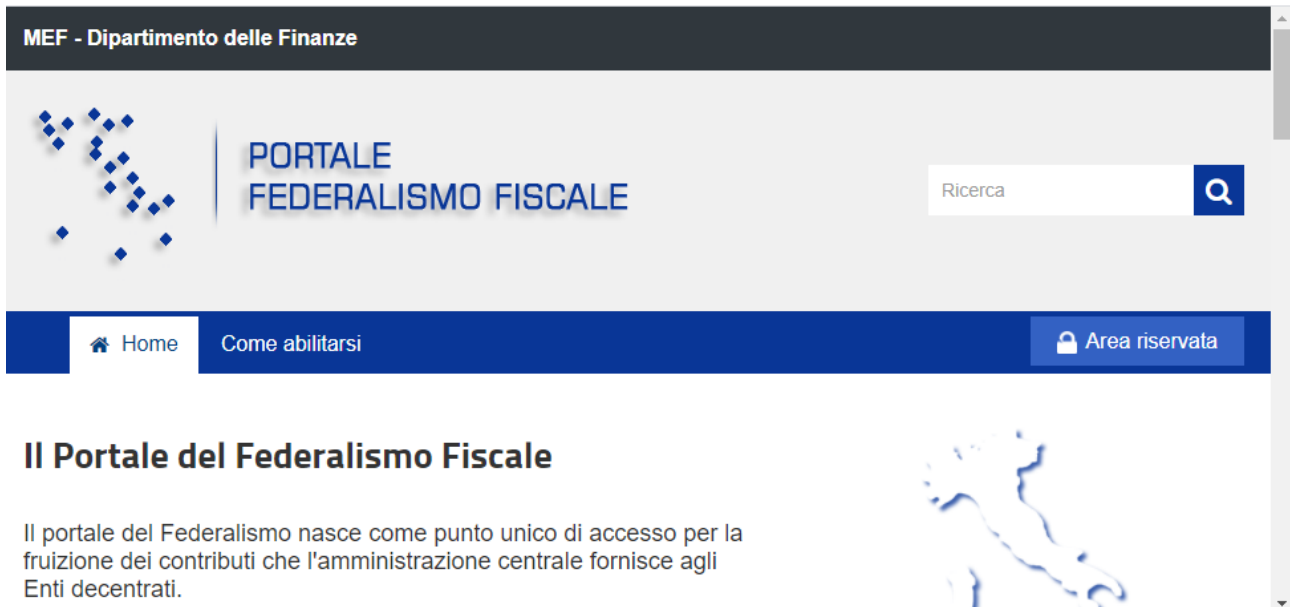 MEF - Dipartimento delle Finanze
PORTALE
FEDERALISMO FISCALE
Ricerca
Home
Come abilitarsi
Area riservata
Il Portale del Federalismo Fiscale
Il portale del Federalismo nasce come punto unico di accesso per la
fruizione dei contributi che l'amministrazione centrale fornisce agli
Enti decentrati.